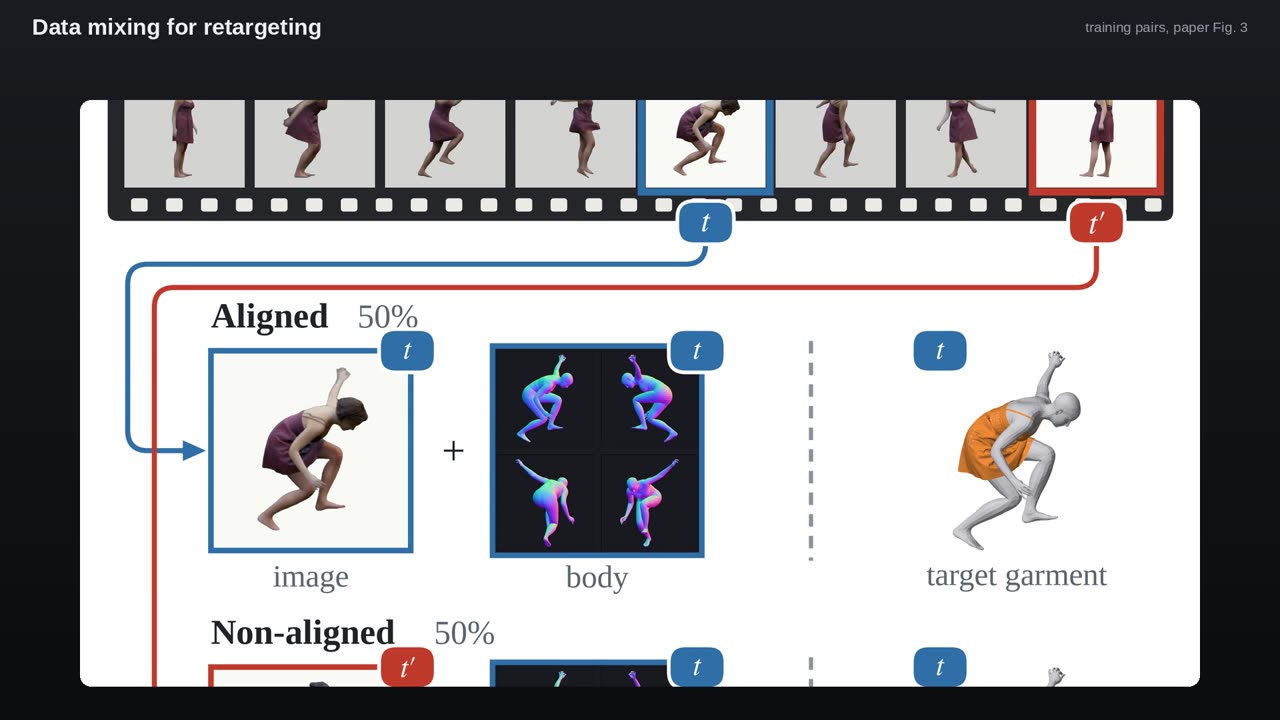 Data mixing for retargeting
training pairs, paper Fig. 3
t
t′
Aligned 50%
t
t
t
+
image
body
target garment
Non-aligned 50%
t′
t
t